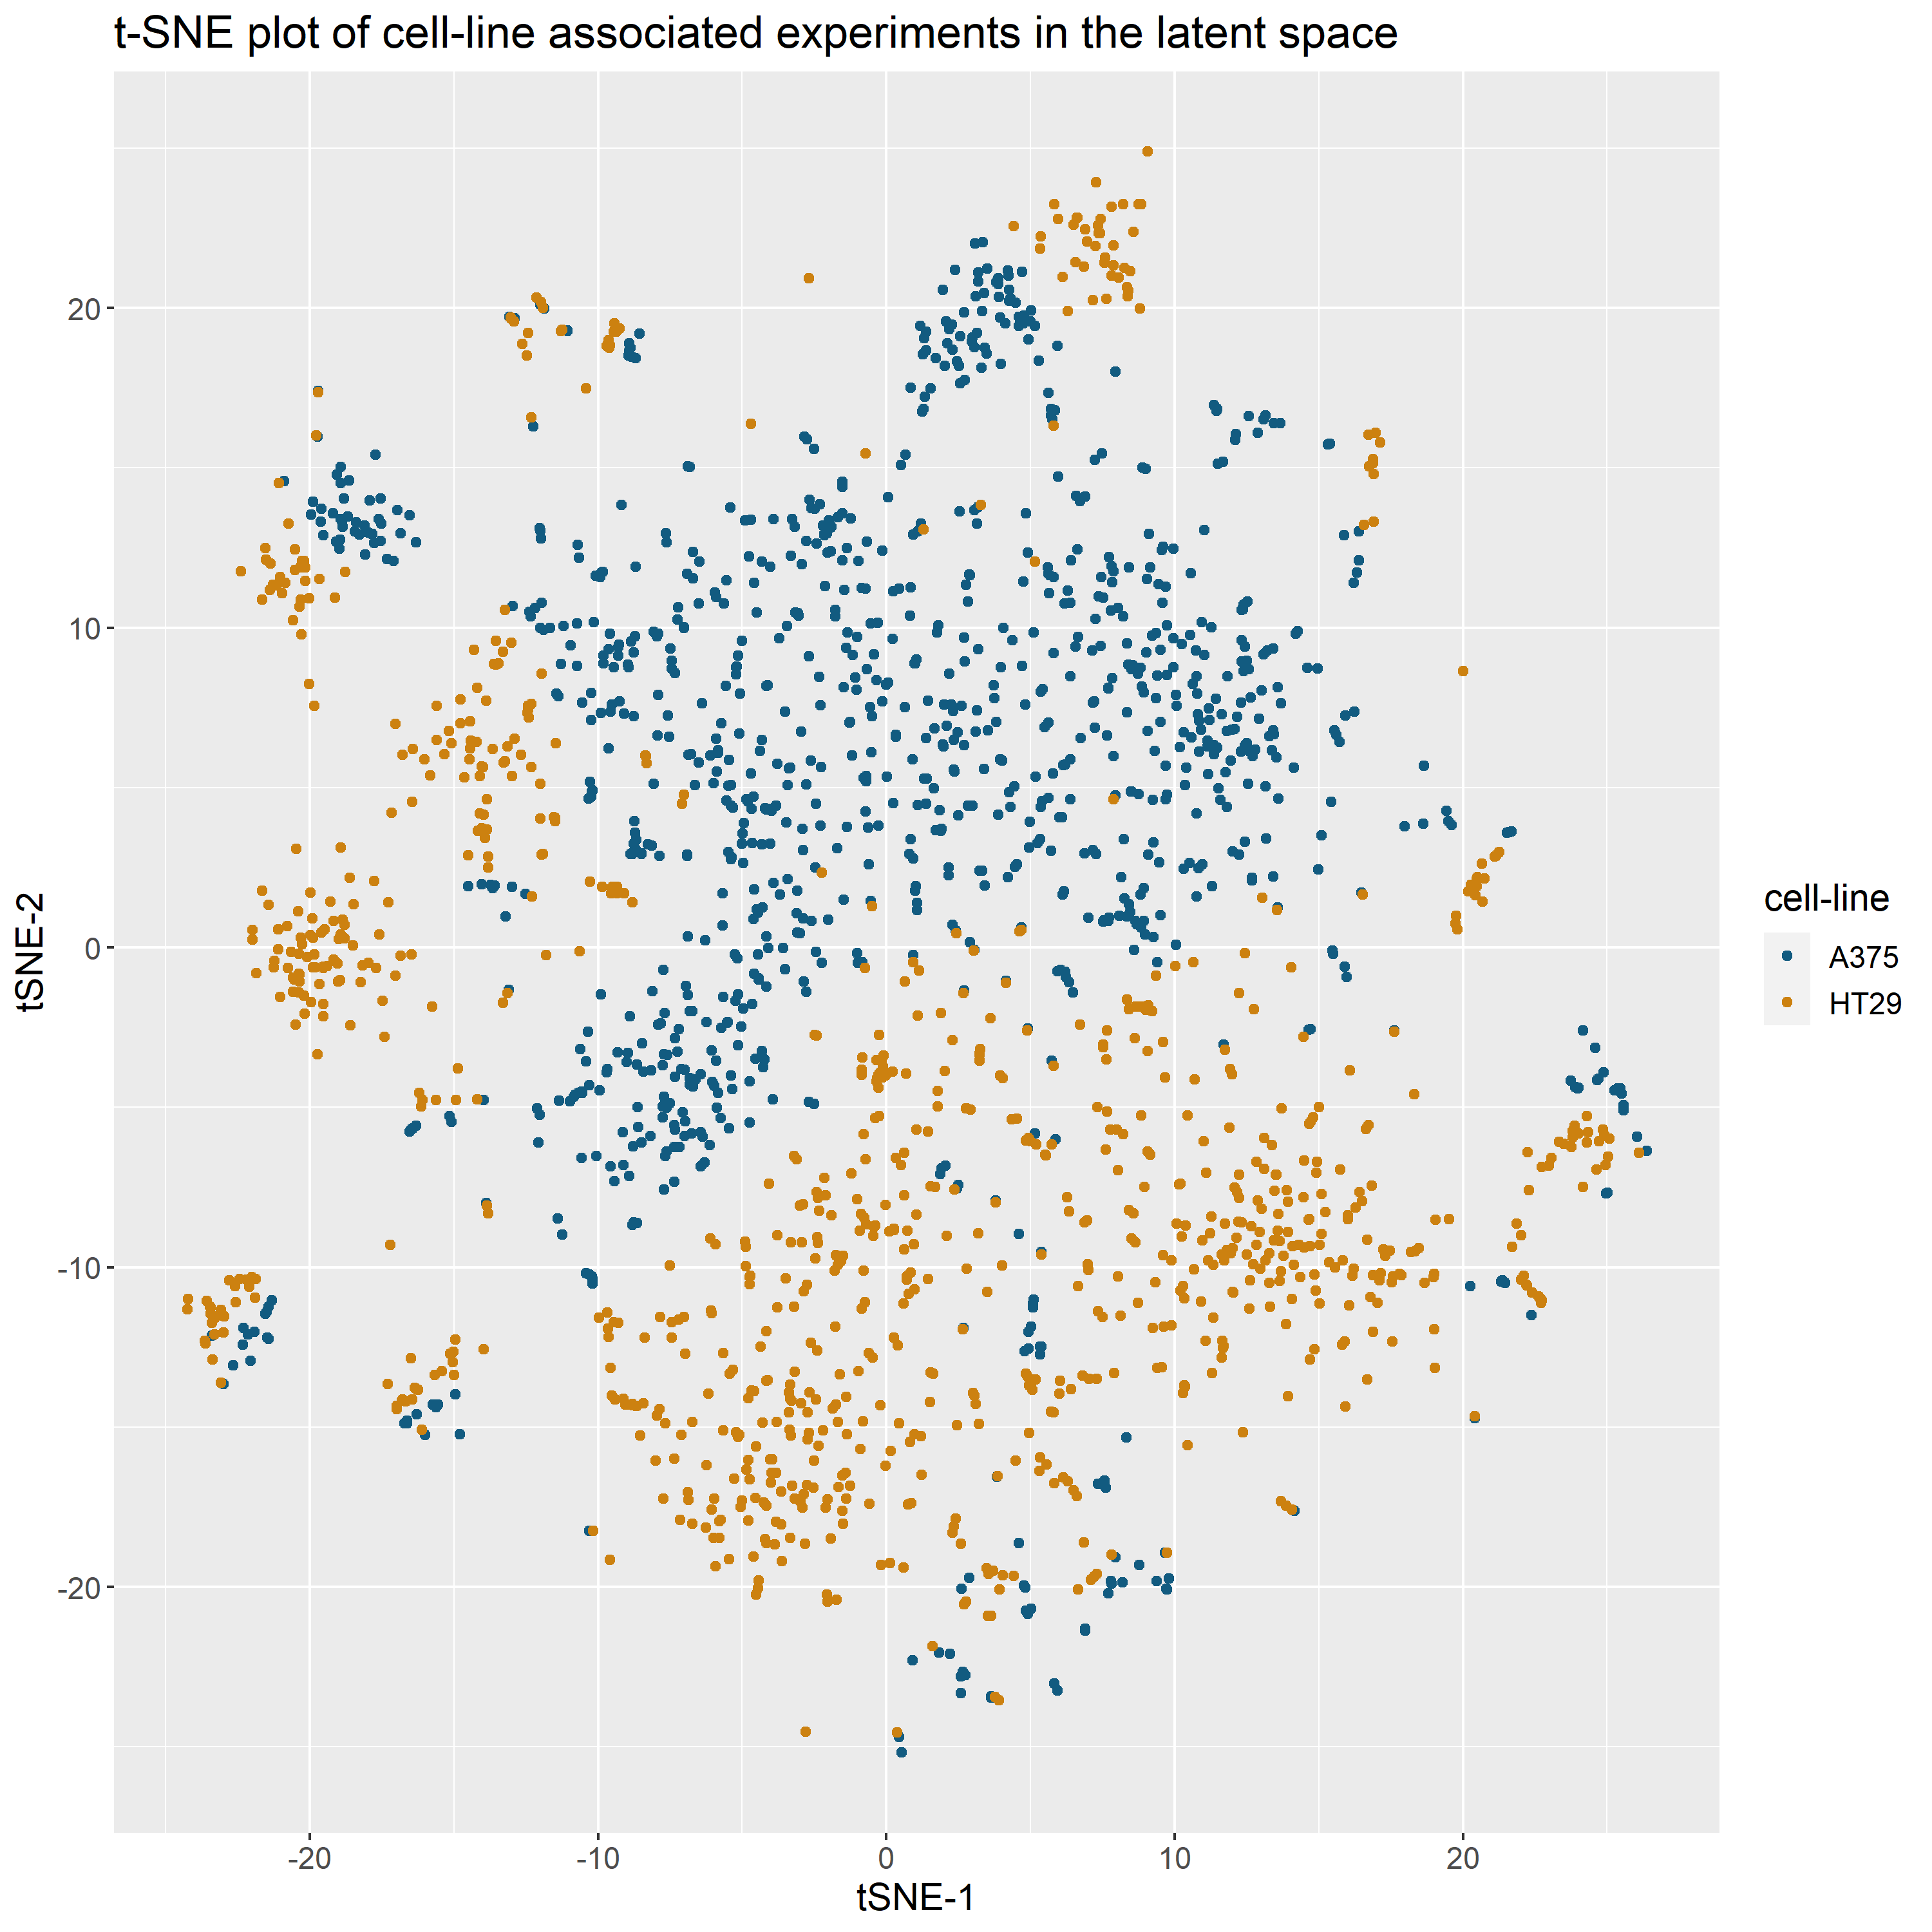 t-SNE plot of cell-line associated experiments in the latent space
20
10
0
-10
-20
tSNE-2
-20
-10
0
10
20
tSNE-1
cell-line
A375
HT29